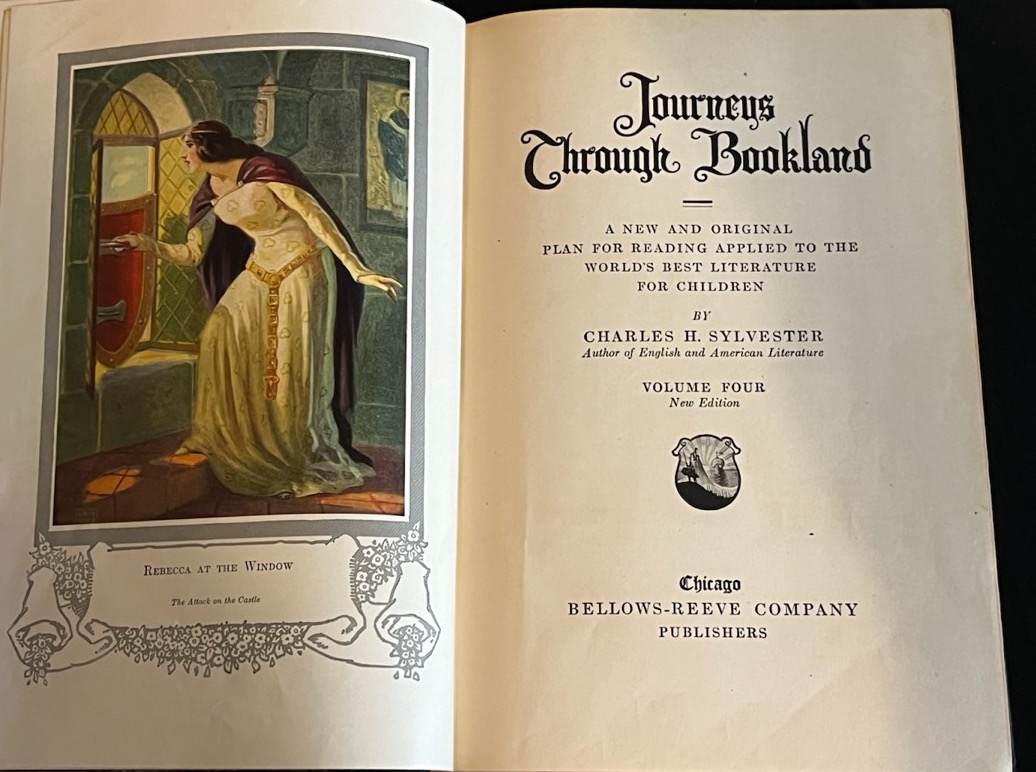 Rebecca at the Window
The Attack on the Castle
Journeys
Through Bookland
A NEW AND ORIGINAL
PLAN FOR READING APPLIED TO THE
WORLD'S BEST LITERATURE
FOR CHILDREN
BY
CHARLES H. SYLVESTER
Author of English and American Literature
VOLUME FOUR
New Edition
Chicago
BELLOWS-REEVE COMPANY
PUBLISHERS